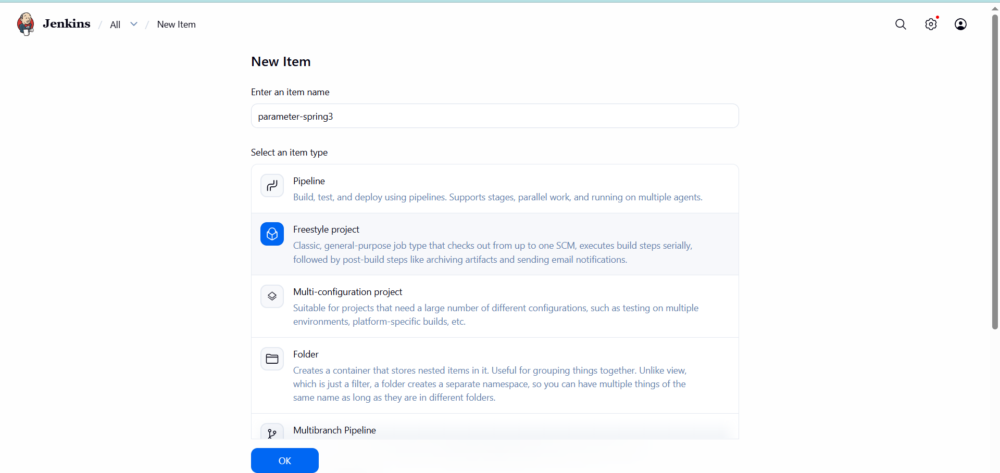 Jenkins / All / New Item
New Item
Enter an item name
parameter-spring3
Select an item type
Pipeline
Build, test, and deploy using pipelines. Supports stages, parallel work, and running on multiple agents.
Freestyle project
Classic, general-purpose job type that checks out from up to one SCM, executes build steps serially,
followed by post-build steps like archiving artifacts and sending email notifications.
Multi-configuration project
Suitable for projects that need a large number of different configurations, such as testing on multiple
environments, platform-specific builds, etc.
Folder
Creates a container that stores nested items in it. Useful for grouping things together. Unlike view,
which is just a filter, a folder creates a separate namespace, so you can have multiple things of the
same name as long as they are in different folders.
Multibranch Pipeline
OK